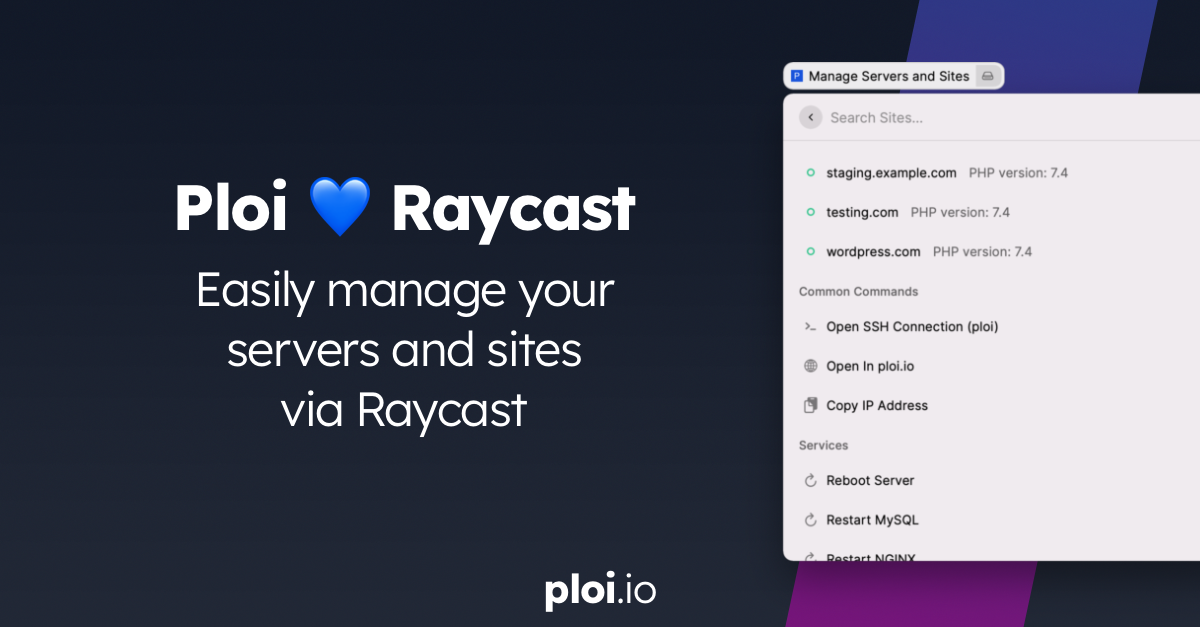 Ploi 💙 Raycast
Easily manage your
servers and sites
via Raycast
ploi.io
P Manage Servers and Sites
Search Sites...
staging.example.com PHP version: 7.4
testing.com PHP version: 7.4
wordpress.com PHP version: 7.4
Common Commands
Open SSH Connection (ploi)
Open In ploi.io
Copy IP Address
Services
Reboot Server
Restart MySQL
Restart NGINX